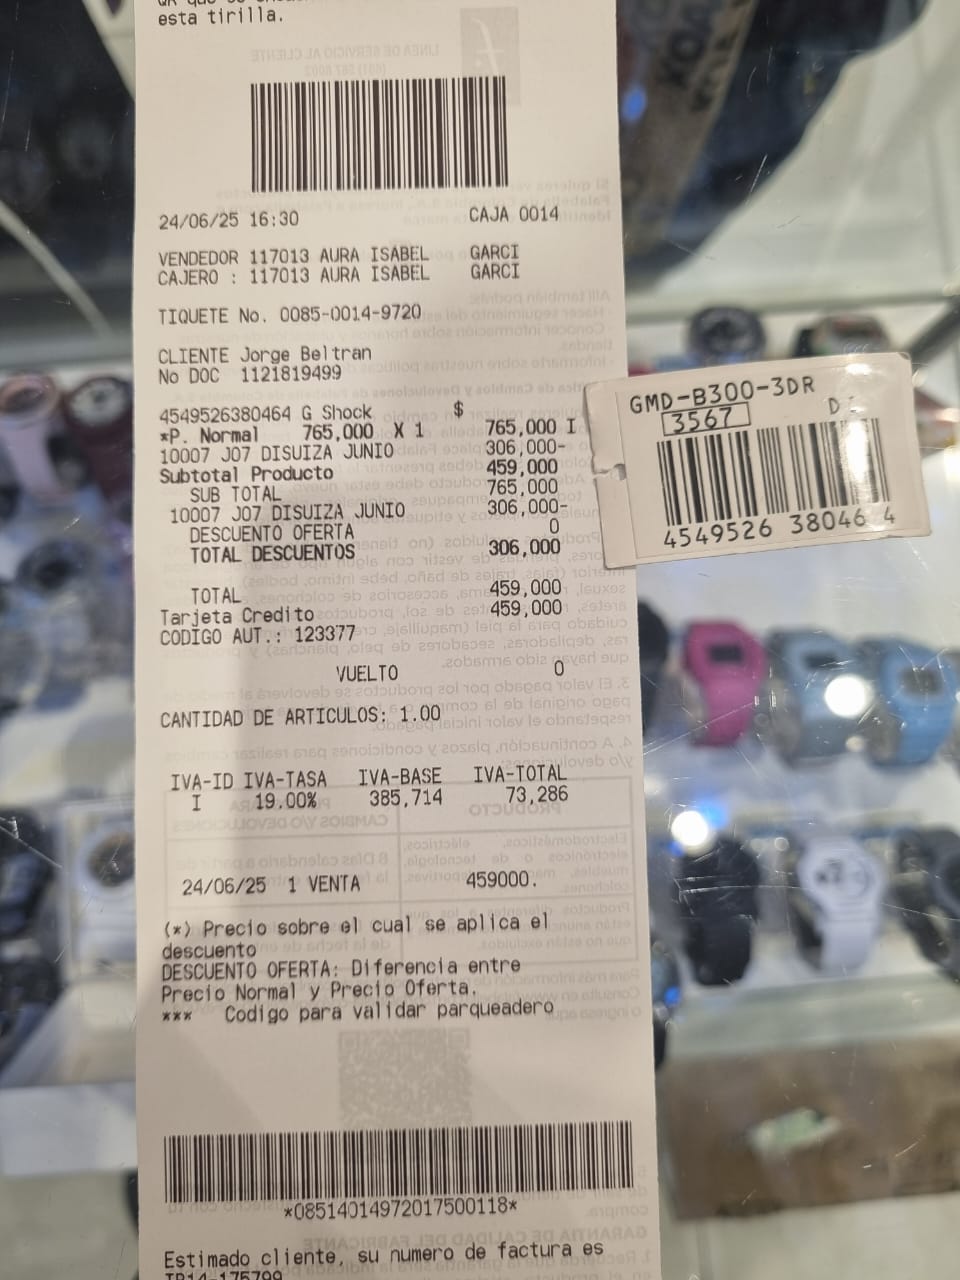 esta tirilla.
24/06/25 16:30 CAJA 0014
VENDEDOR 117013 AURA ISABEL GARCI
CAJERO : 117013 AURA ISABEL GARCI
TIQUETE No. 0085-0014-9720
CLIENTE Jorge Beltran
No DOC 1121819499
4549526380464 G Shock $
*P. Normal 765,000 X 1 765,000 I
10007 J07 DISUIZA JUNIO 306,000-
Subtotal Producto 459,000
SUB TOTAL 765,000
10007 J07 DISUIZA JUNIO 306,000-
DESCUENTO OFERTA 0
TOTAL DESCUENTOS 306,000
TOTAL 459,000
Tarjeta Credito 459,000
CODIGO AUT.: 123377
VUELTO 0
CANTIDAD DE ARTICULOS: 1.00
IVA-ID IVA-TASA IVA-BASE IVA-TOTAL
I 19.00% 385,714 73,286
24/06/25 1 VENTA 459000.
(*) Precio sobre el cual se aplica el
descuento
DESCUENTO OFERTA: Diferencia entre
Precio Normal y Precio Oferta.
*** Codigo para validar parqueadero
*08514014972017500118*
Estimado cliente, su numero de factura es
GMD-B300-3DR
3567 D
4549526 38046 4